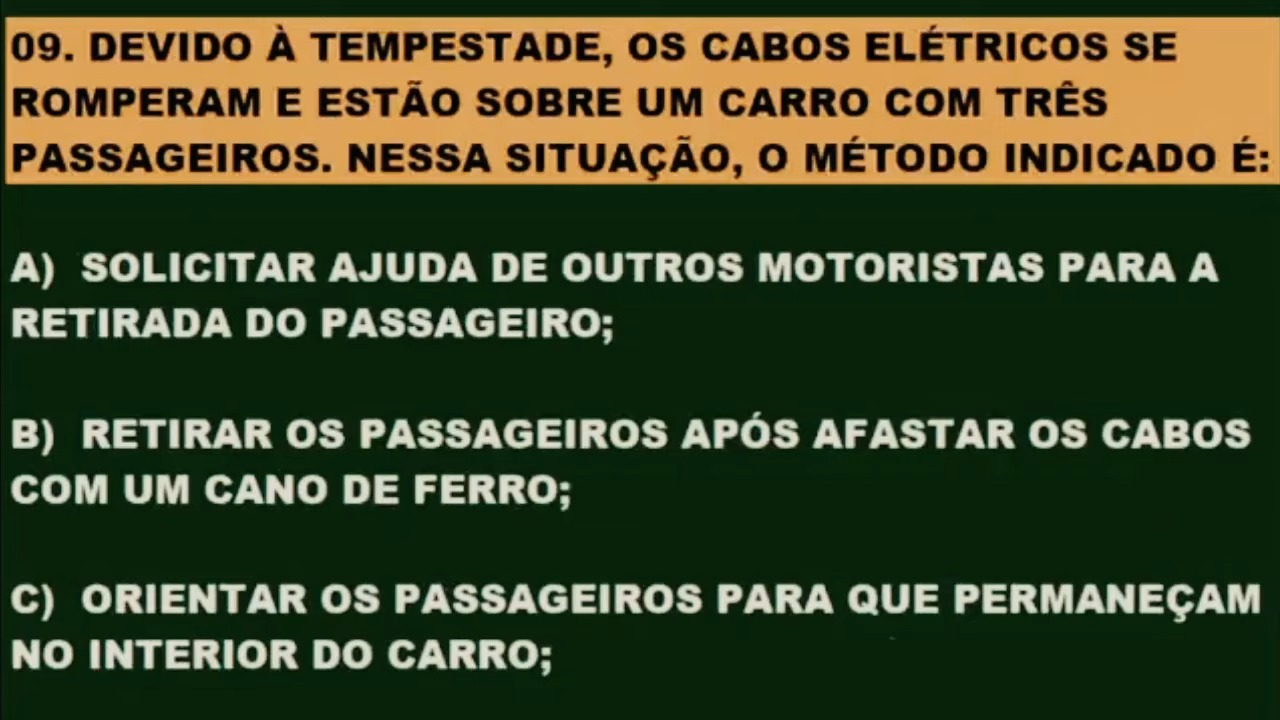 09. DEVIDO À TEMPESTADE, OS CABOS ELÉTRICOS SE
ROMPERAM E ESTÃO SOBRE UM CARRO COM TRÊS
PASSAGEIROS. NESSA SITUAÇÃO, O MÉTODO INDICADO É:
A) SOLICITAR AJUDA DE OUTROS MOTORISTAS PARA A
RETIRADA DO PASSAGEIRO;
B) RETIRAR OS PASSAGEIROS APÓS AFASTAR OS CABOS
COM UM CANO DE FERRO;
C) ORIENTAR OS PASSAGEIROS PARA QUE PERMANEÇAM
NO INTERIOR DO CARRO;